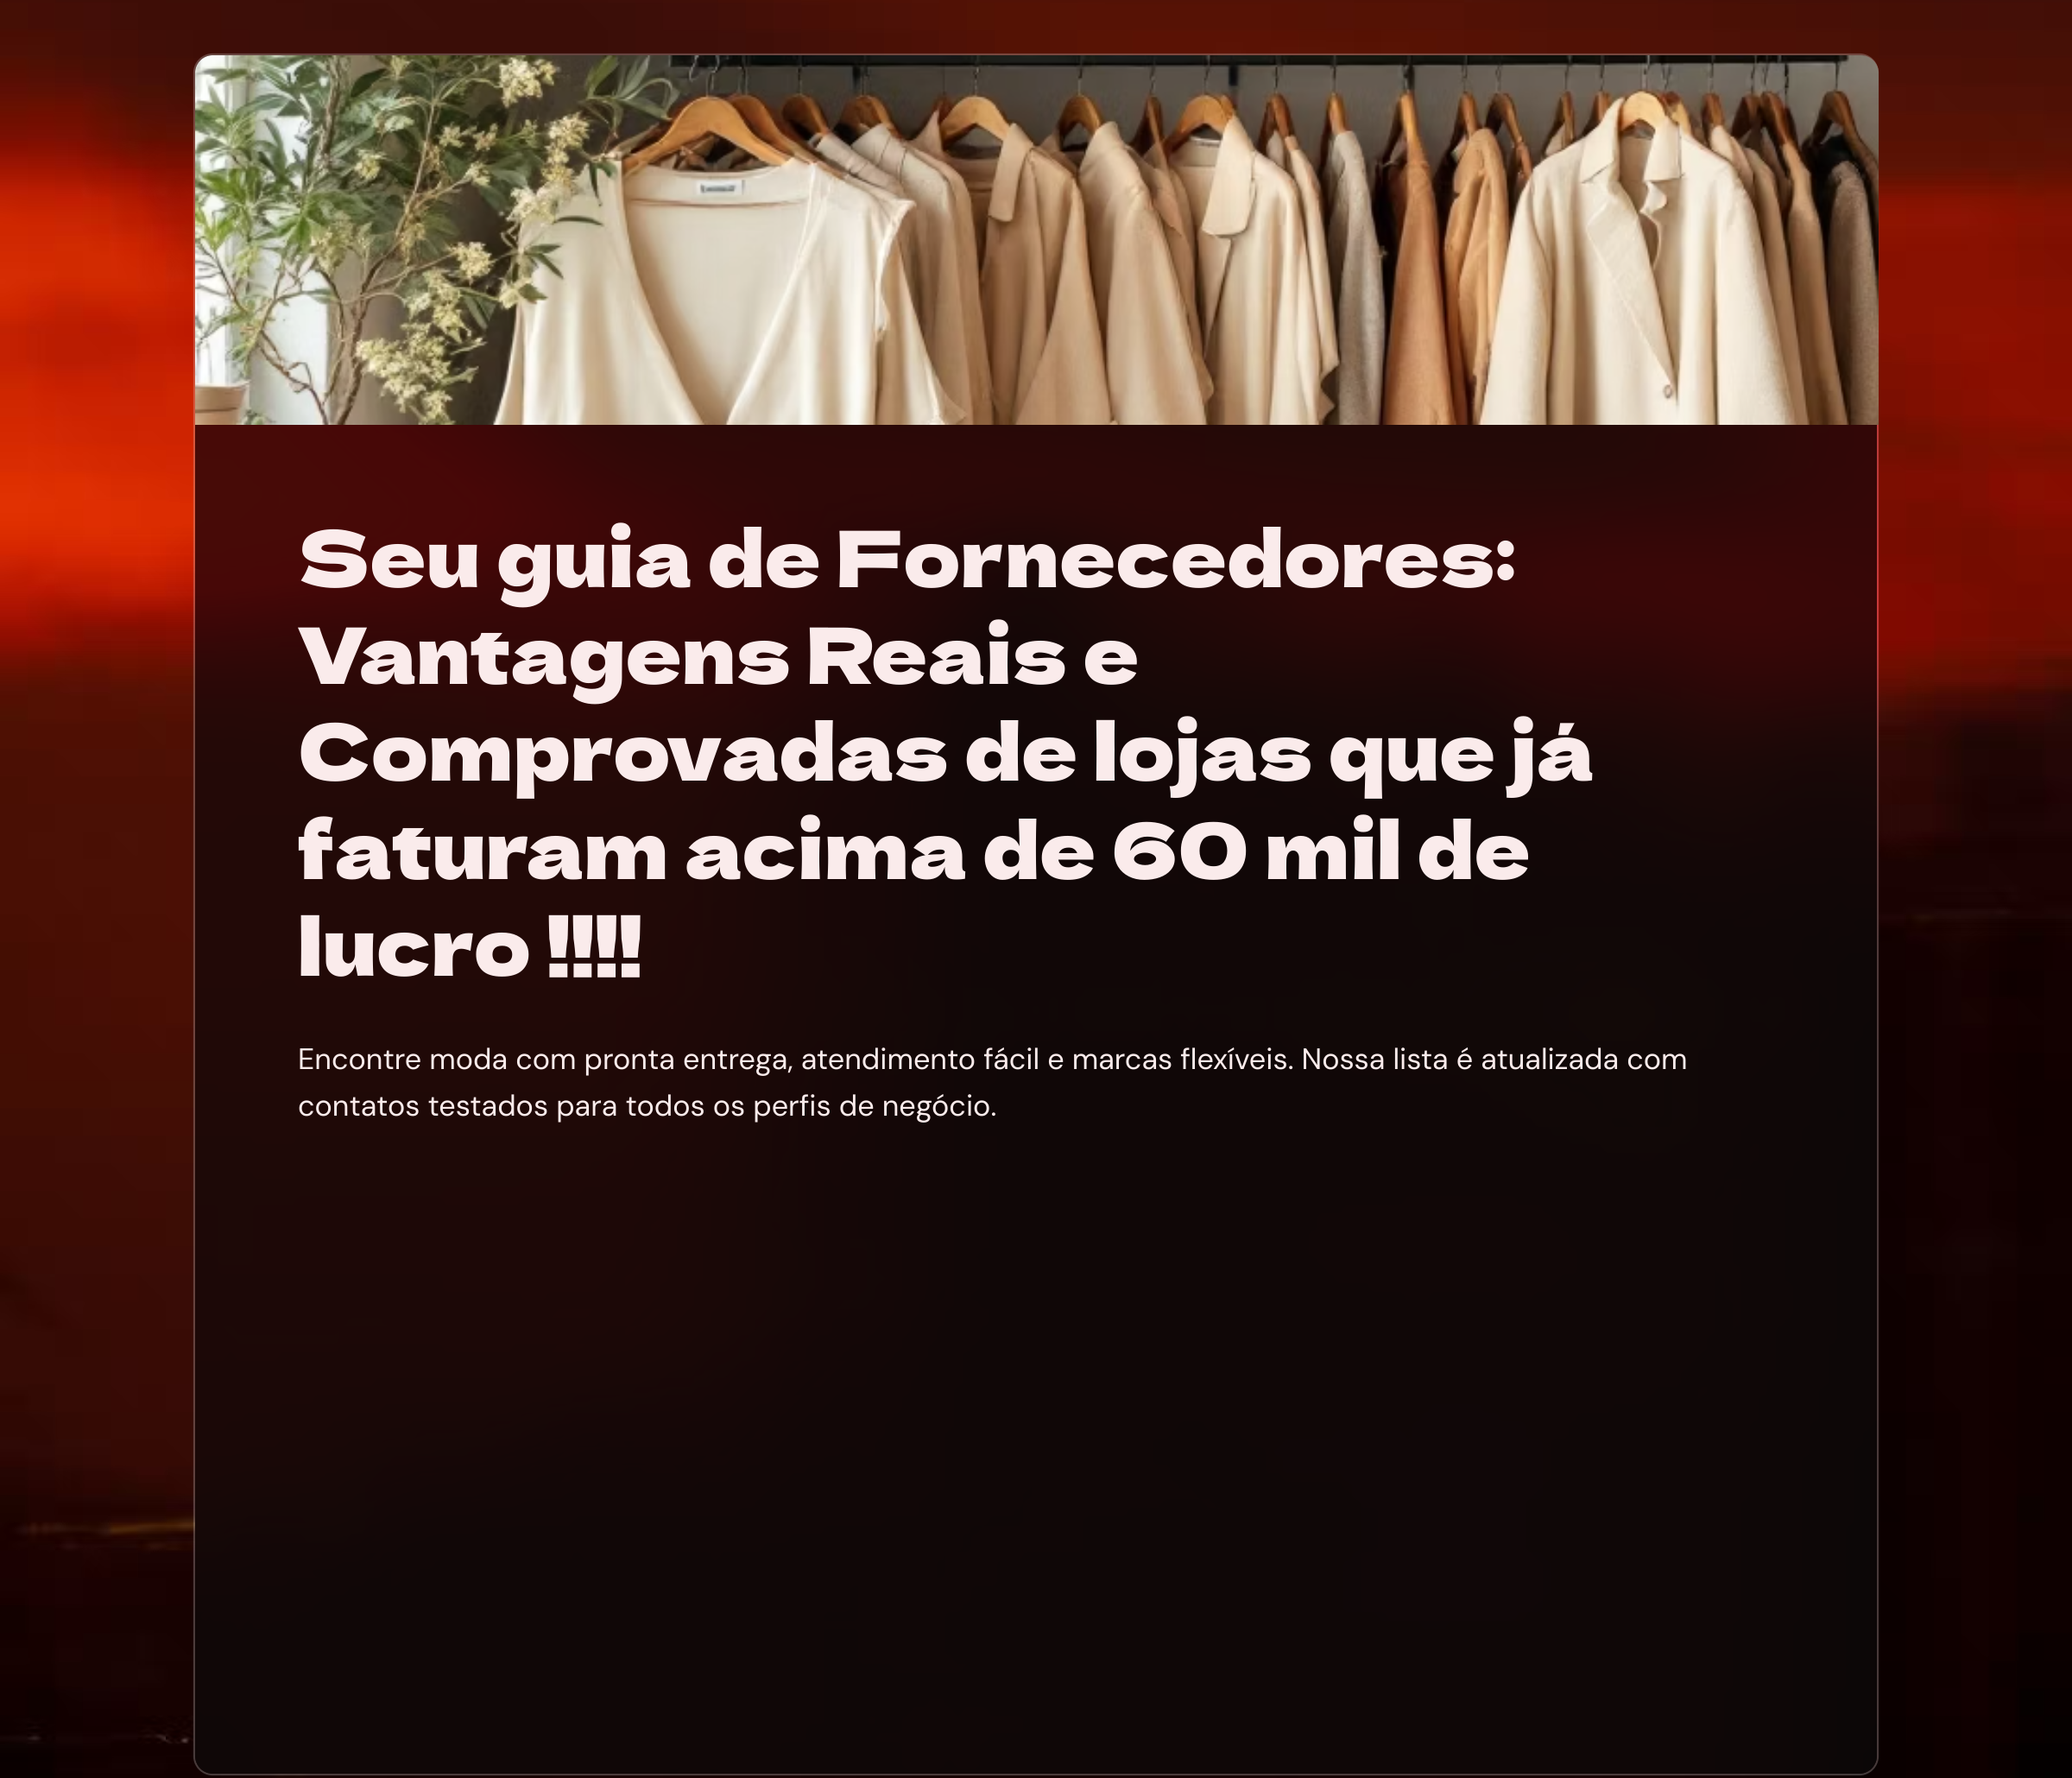 Seu guia de Fornecedores:
Vantagens Reais e
Comprovadas de lojas que já
faturam acima de 60 mil de
lucro !!!!
Encontre moda com pronta entrega, atendimento fácil e marcas flexíveis. Nossa lista é atualizada com
contatos testados para todos os perfis de negócio.